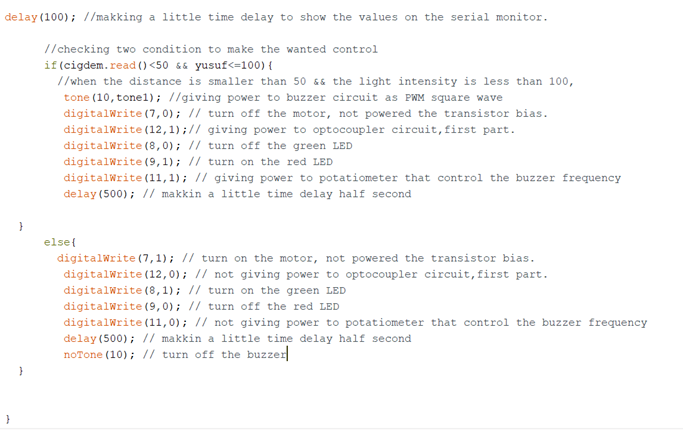 delay(100); //makking a little time delay to show the values on the serial monitor.
//checking two condition to make the wanted control
if(cigdem.read()<50 && yusuf<=100){
//when the distance is smaller than 50 && the light intensity is less than 100,
tone(10,tone1); //giving power to buzzer circuit as PWM square wave
digitalWrite(7,0); // turn off the motor, not powered the transistor bias.
digitalWrite(12,1);// giving power to optocoupler circuit,first part.
digitalWrite(8,0); // turn off the green LED
digitalWrite(9,1); // turn on the red LED
digitalWrite(11,1); // giving power to potatiometer that control the buzzer frequency
delay(500); // makkin a little time delay half second
}
else{
digitalWrite(7,1); // turn on the motor, not powered the transistor bias.
digitalWrite(12,0); // not giving power to optocoupler circuit,first part.
digitalWrite(8,1); // turn on the green LED
digitalWrite(9,0); // turn off the red LED
digitalWrite(11,0); // not giving power to potatiometer that control the buzzer frequency
delay(500); // makkin a little time delay half second
noTone(10); // turn off the buzzer
}
}